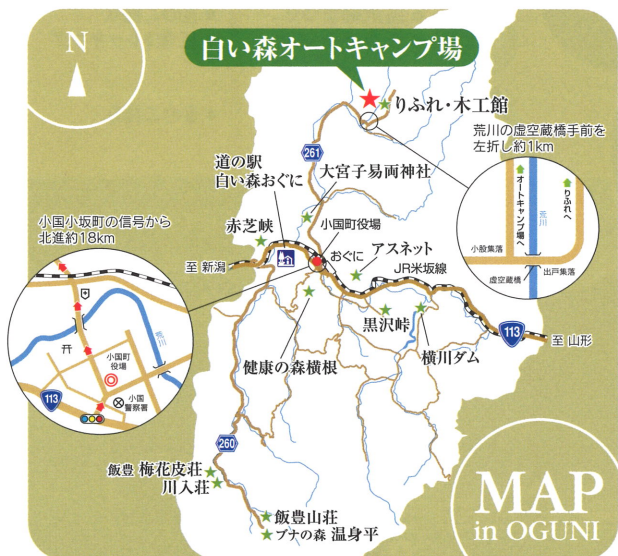 N
白い森オートキャンプ場
りふれ・木工館
荒川の虚空蔵橋手前を
左折し約1km
261
道の駅
白い森おぐに
大宮子易両神社
オートキャンプ場へ
荒川
りふれへ
小股集落
虚空蔵橋
出戸集落
小国小坂町の信号から
北進約18km
赤芝峡
小国町役場
至 新潟
おぐに
アスネット
JR米坂線
黒沢峠
横川ダム
113
至 山形
健康の森横根
荒川
小国町
役場
小国
警察署
113
260
飯豊 梅花皮荘
川入荘
飯豊山荘
ブナの森 温身平
MAP
in OGUNI